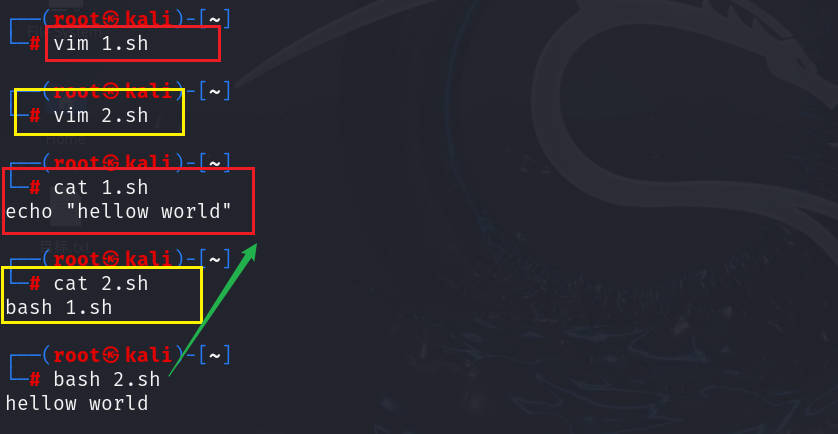 ┌──(root㉿kali)-[~]
└─# vim 1.sh
┌──(root㉿kali)-[~]
└─# vim 2.sh
Home
┌──(root㉿kali)-[~]
└─# cat 1.sh
echo "hellow world"
┌──(root㉿kali)-[~]
└─# cat 2.sh
bash 1.sh
┌──(root㉿kali)-[~]
└─# bash 2.sh
hellow world